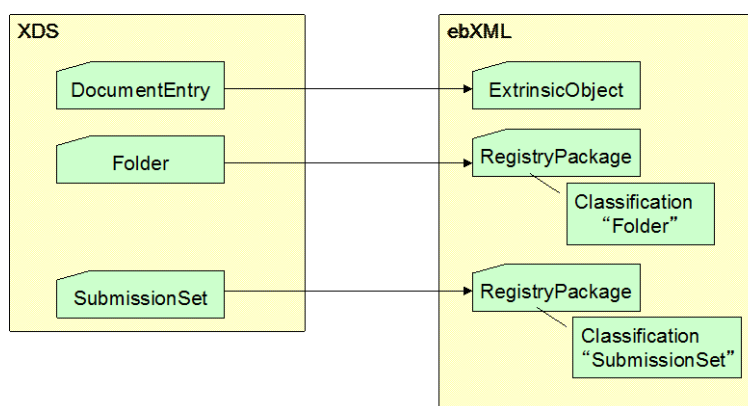 XDS
DocumentEntry
Folder
SubmissionSet
ebXML
ExtrinsicObject
RegistryPackage
Classification
“Folder”
RegistryPackage
Classification
“SubmissionSet”